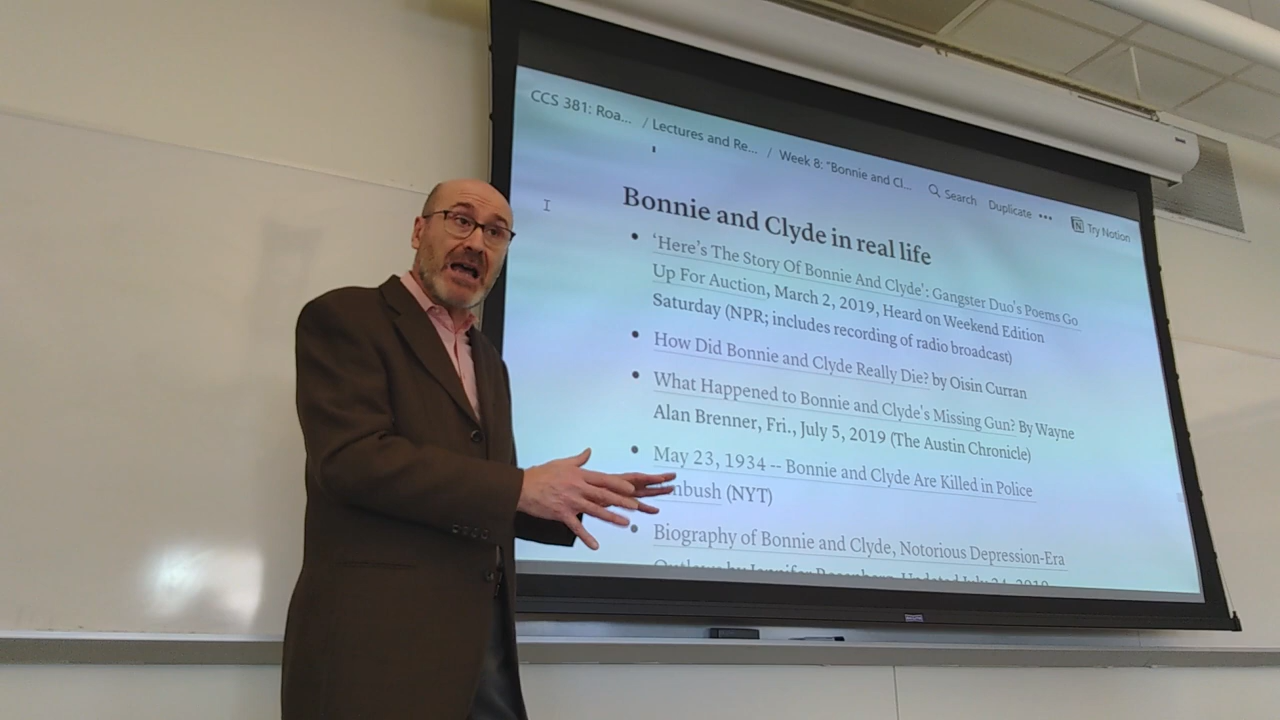 CCS 381: Roa... / Lectures and Re... / Week 8: "Bonnie and Cl... Search Duplicate ••• Try Notion
Bonnie and Clyde in real life
• 'Here's The Story Of Bonnie And Clyde': Gangster Duo's Poems Go
Up For Auction, March 2, 2019, Heard on Weekend Edition
Saturday (NPR; includes recording of radio broadcast)
• How Did Bonnie and Clyde Really Die? by Oisin Curran
• What Happened to Bonnie and Clyde's Missing Gun? By Wayne
Alan Brenner, Fri., July 5, 2019 (The Austin Chronicle)
• May 23, 1934 -- Bonnie and Clyde Are Killed in Police
(NYT)
• Biography of Bonnie and Clyde, Notorious Depression-Era